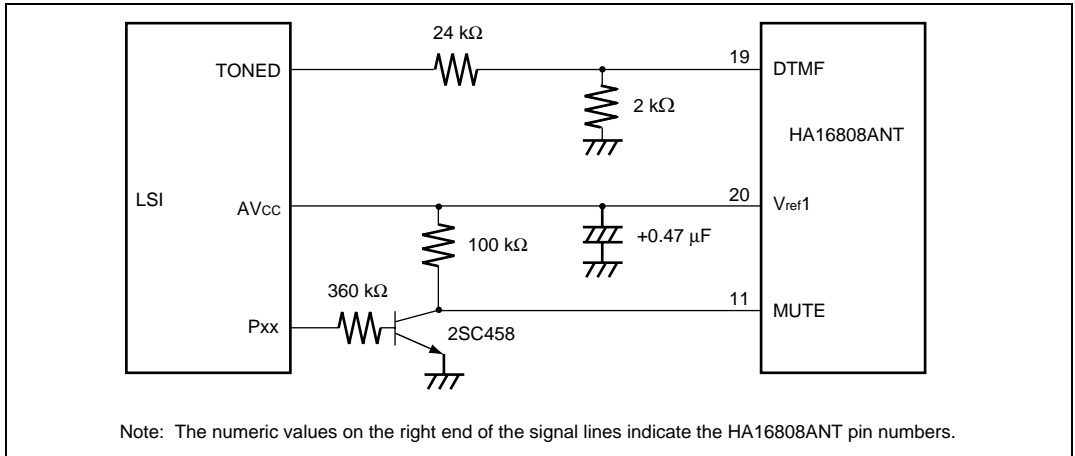 24 kΩ
TONED
19
DTMF
2 kΩ
HA16808ANT
LSI
AVcc
20
Vref1
100 kΩ
+0.47 μF
360 kΩ
11
MUTE
Pxx
2SC458
Note: The numeric values on the right end of the signal lines indicate the HA16808ANT pin numbers.